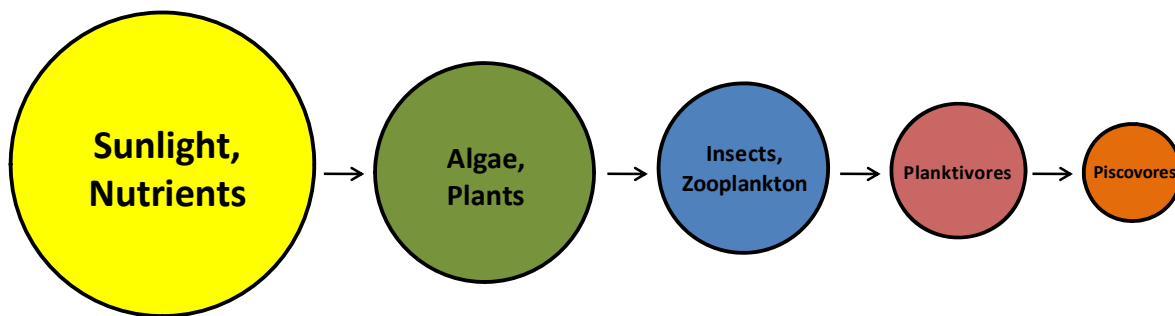 Sunlight,
Nutrients
Algae,
Plants
Insects,
Zooplankton
Planktivores
Piscovores